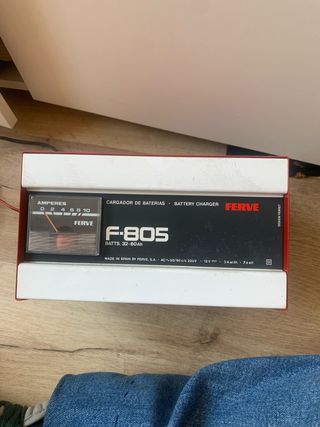 AMPERES
0 2 4 6 8 10
FERVE
CARGADOR DE BATERIAS · BATTERY CHARGER
FERVE
F-805
BATTS. 32-60Ah
MADE IN SPAIN BY FERVE, S.A.